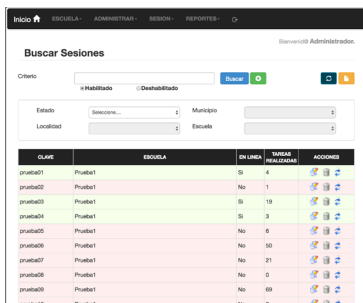 Inicio ESCUELA ADMINISTRAR SESION REPORTES
Bienvenid@ Administrador.
Buscar Sesiones
Criterio Buscar
Habilitado Deshabilitado
Estado Seleccione... Municipio
Localidad Escuela
CLAVE ESCUELA EN LINEA TAREAS REALIZADAS ACCIONES
prueba01 Prueba1 Si 4
prueba02 Prueba1 No 1
prueba03 Prueba1 Si 19
prueba04 Prueba1 Si 3
prueba05 Prueba1 No 6
prueba06 Prueba1 No 50
prueba07 Prueba1 No 21
prueba08 Prueba1 No 0
prueba09 Prueba1 No 69